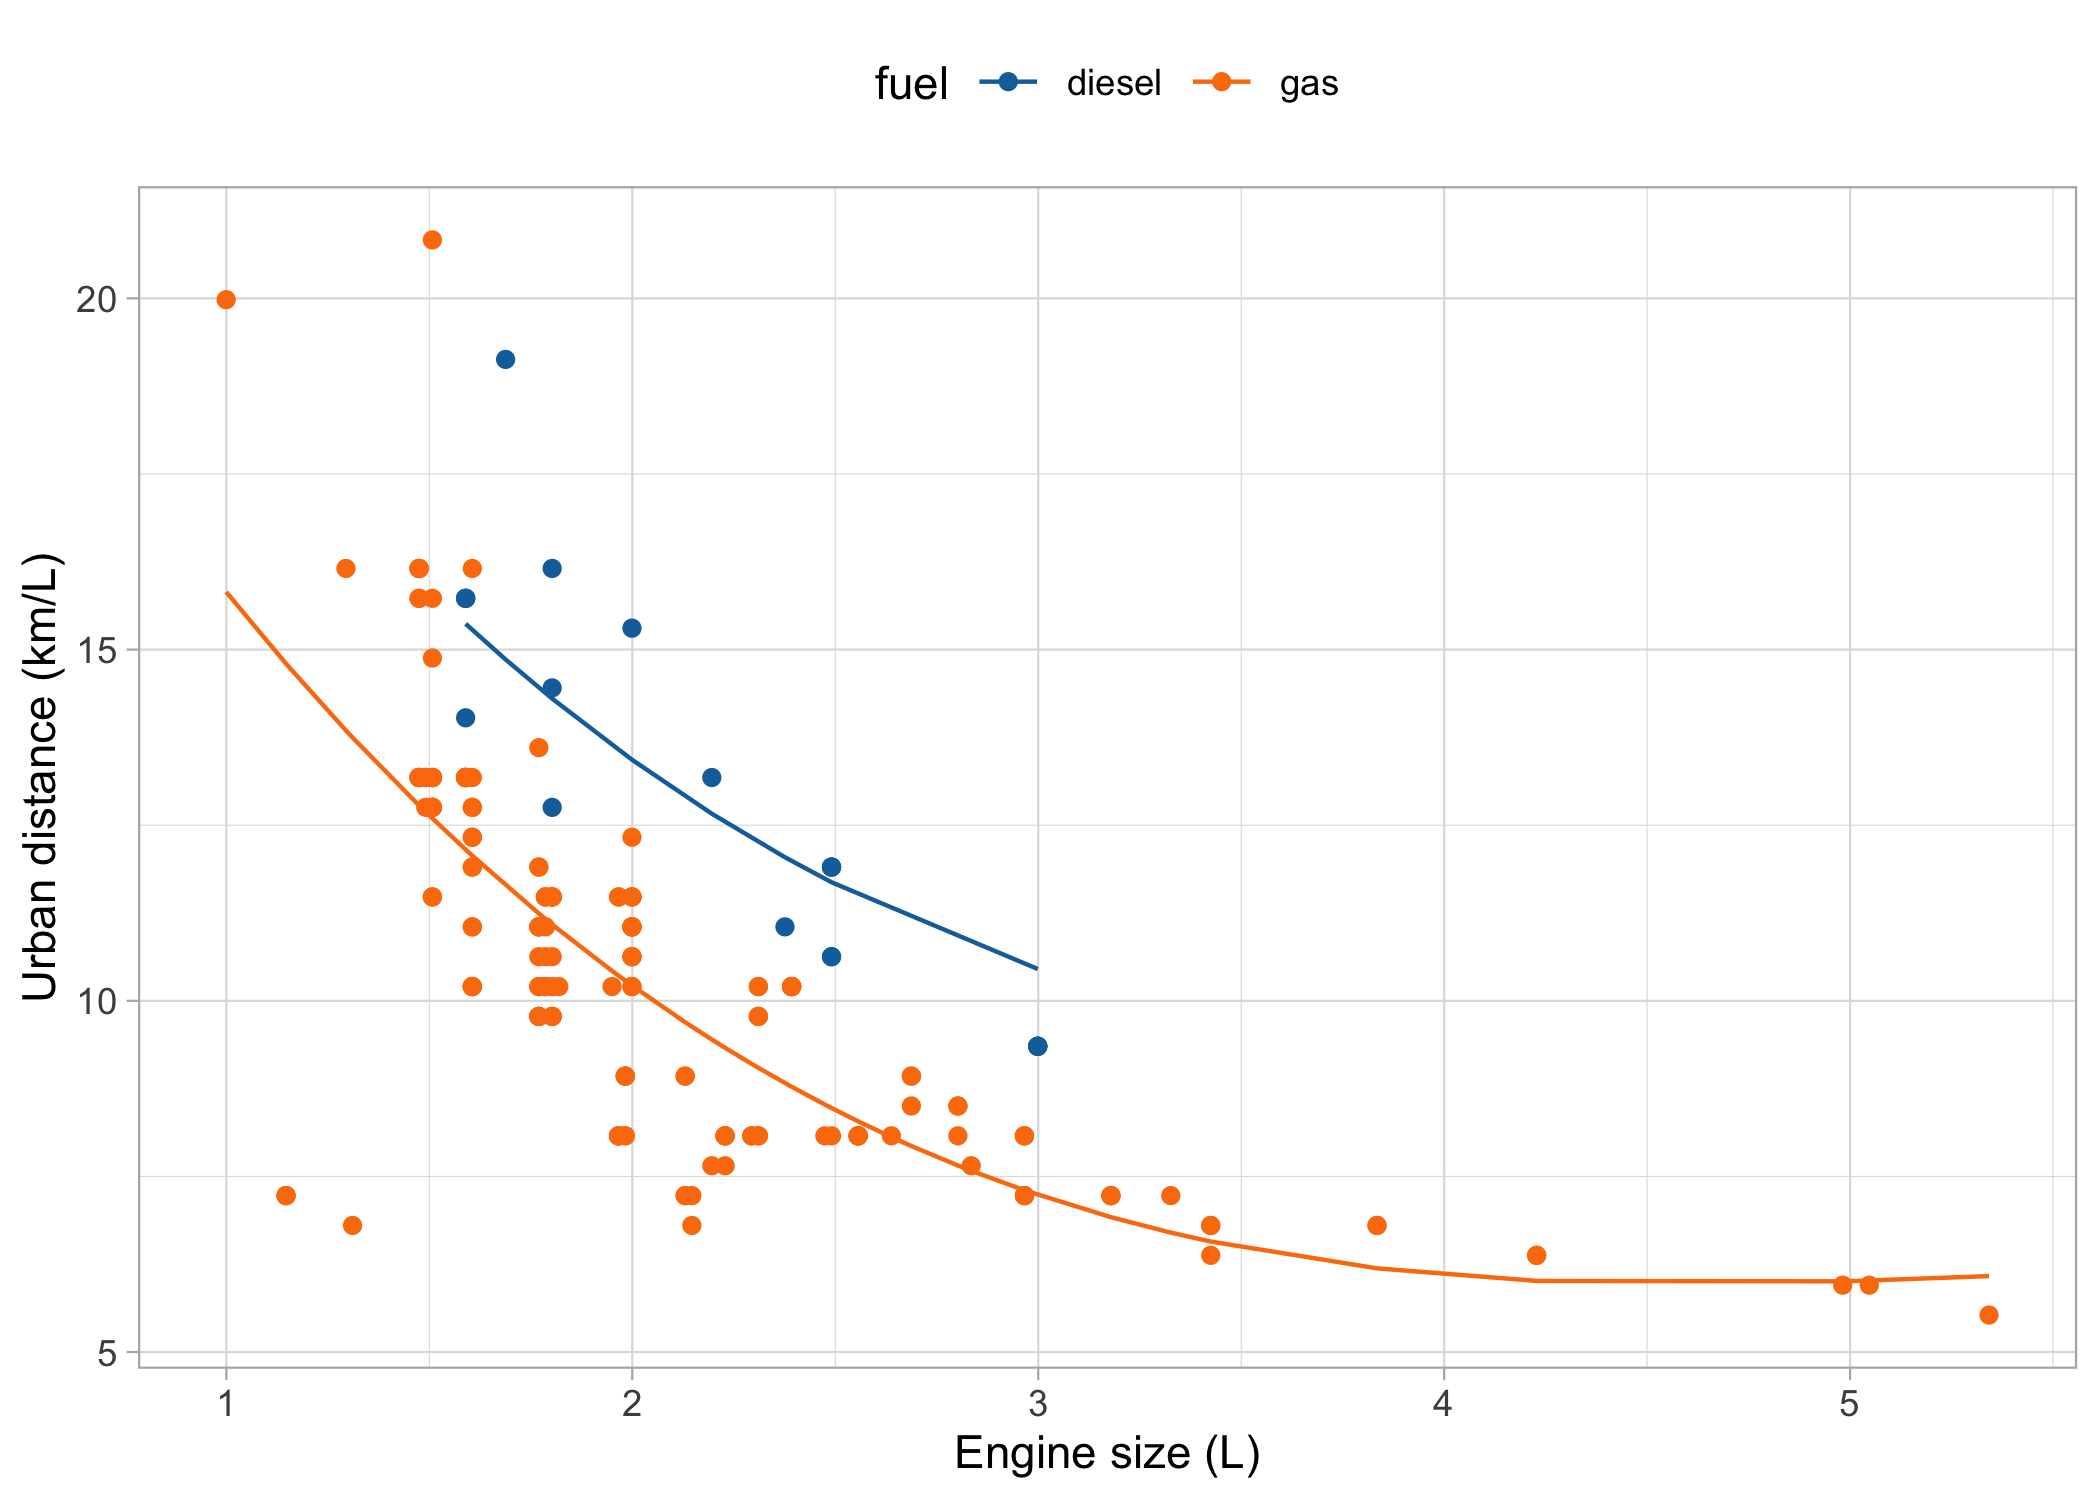 fuel diesel gas
20
15
10
5
Urban distance (km/L)
1 2 3 4 5
Engine size (L)